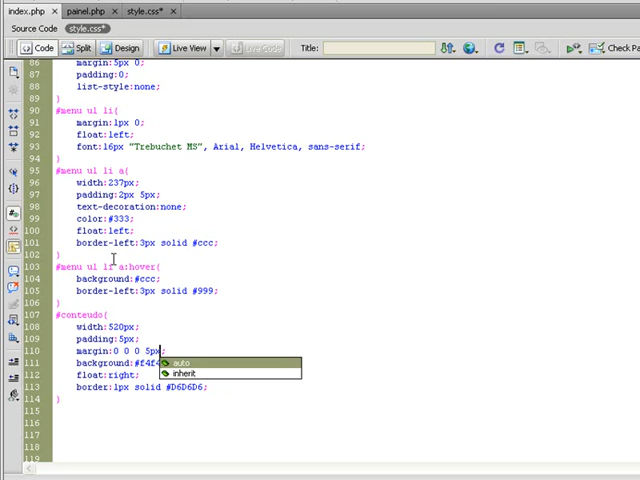 index.php × painel.php × style.css* ×
Source Code style.css*
Code Split Design Live View Live Code Title: Check Pa
86 margin:5px 0;
87 padding:0;
88 list-style:none;
89 }
90 #menu ul li{
91 margin:1px 0;
92 float:left;
93 font:16px "Trebuchet MS", Arial, Helvetica, sans-serif;
94 }
95 #menu ul li a{
96 width:237px;
97 padding:2px 5px;
98 text-decoration:none;
99 color:#333;
100 float:left;
101 border-left:3px solid #ccc;
102 }
103 #menu ul li a:hover{
104 background:#ccc;
105 border-left:3px solid #999;
106 }
107 #conteudo{
108 width:520px;
109 padding:5px;
110 margin:0 0 0 5px;
111 background:#f4f4
auto
112 float:right;
inherit
113 border:1px solid #D6D6D6;
114 }
115
116
117
118
119